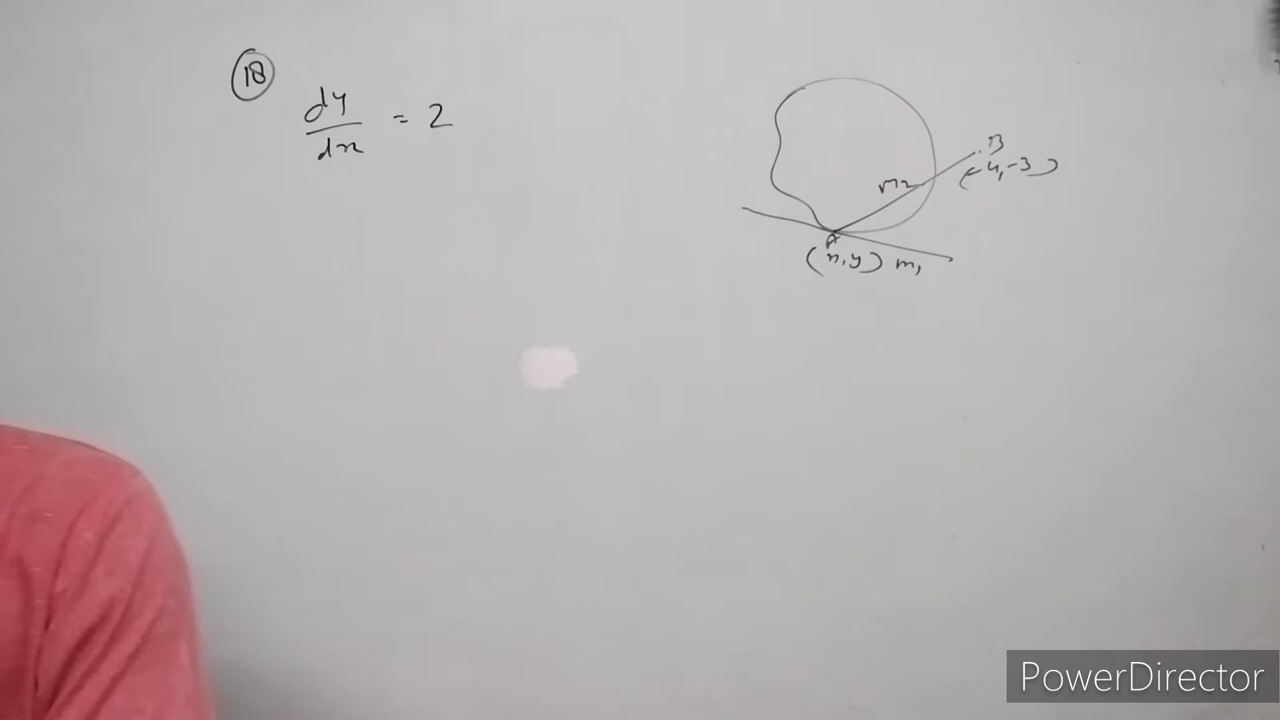 18
dy/dx = 2
B
(-4,-3)
m2
A
(x,y) m1
PowerDirector